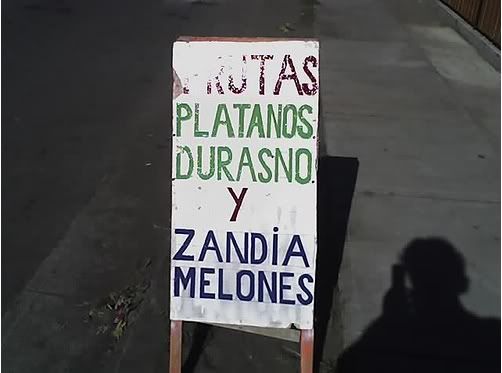 FRUTAS
PLATANOS
DURASNO
Y
ZANDiA
MELONES